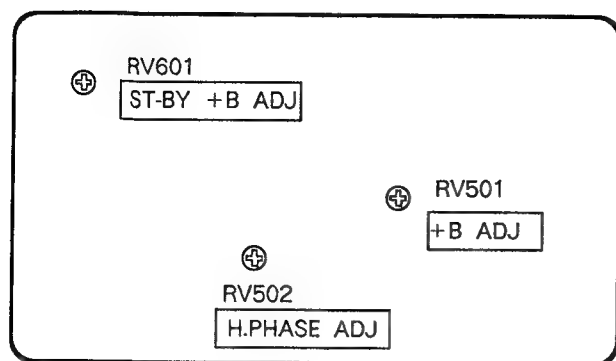 RV601
ST-BY +B ADJ
RV501
+B ADJ
RV502
H.PHASE ADJ